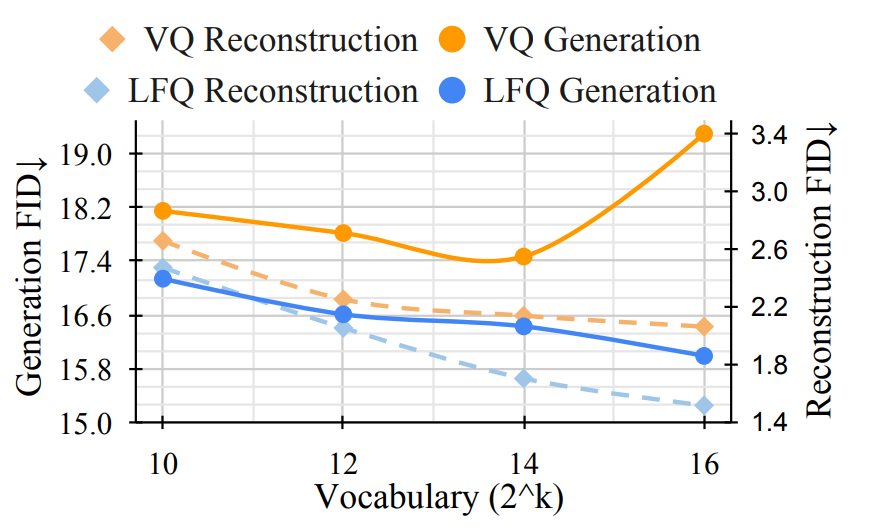 VQ Reconstruction VQ Generation
LFQ Reconstruction LFQ Generation
Generation FID↓
19.0
18.2
17.4
16.6
15.8
15.0
3.4
3.0
2.6
2.2
1.8
1.4
Reconstruction FID↓
10 12 14 16
Vocabulary (2^k)